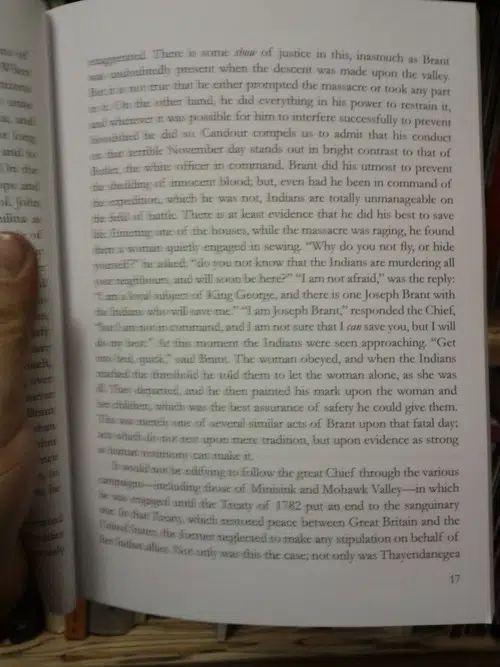 exaggerated. There is some show of justice in this, inasmuch as Brant
was undoubtedly present when the descent was made upon the valley.
But it is not true that he either prompted the massacre or took any part
in it. On the other hand, he did everything in his power to restrain it,
and wherever it was possible for him to interfere successfully to prevent
bloodshed he did so. Candour compels us to admit that his conduct
on that terrible November day stands out in bright contrast to that of
Butler, the white officer in command. Brant did his utmost to prevent
the shedding of innocent blood; but, even had he been in command of
the expedition, which he was not, Indians are totally unmanageable on
the field of battle. There is at least evidence that he did his best to save
life. Entering one of the houses, while the massacre was raging, he found
there a woman quietly engaged in sewing. "Why do you not fly, or hide
yourself?" he asked; "do you not know that the Indians are murdering all
your neighbours, and will soon be here?" "I am not afraid," was the reply:
"I am a loyal subject of King George, and there is one Joseph Brant with
the Indians who will save me." "I am Joseph Brant," responded the Chief,
"but I am not in command, and I am not sure that I can save you, but I will
do my best." At this moment the Indians were seen approaching. "Get
into bed, quick," said Brant. The woman obeyed, and when the Indians
reached the threshold he told them to let the woman alone, as she was
ill. They departed, and he then painted his mark upon the woman and
her children, which was the best assurance of safety he could give them.
This was merely one of several similar acts of Brant upon that fatal day;
acts which do not rest upon mere tradition, but upon evidence as strong
as human testimony can make it.
It would not be edifying to follow the great Chief through the various
campaigns—including those of Minisink and Mohawk Valley—in which
he was engaged until the Treaty of 1782 put an end to the sanguinary
war. In that Treaty, which restored peace between Great Britain and the
United States, the former neglected to make any stipulation on behalf of
her Indian allies. Not only was this the case; not only was Thayendanegea
17